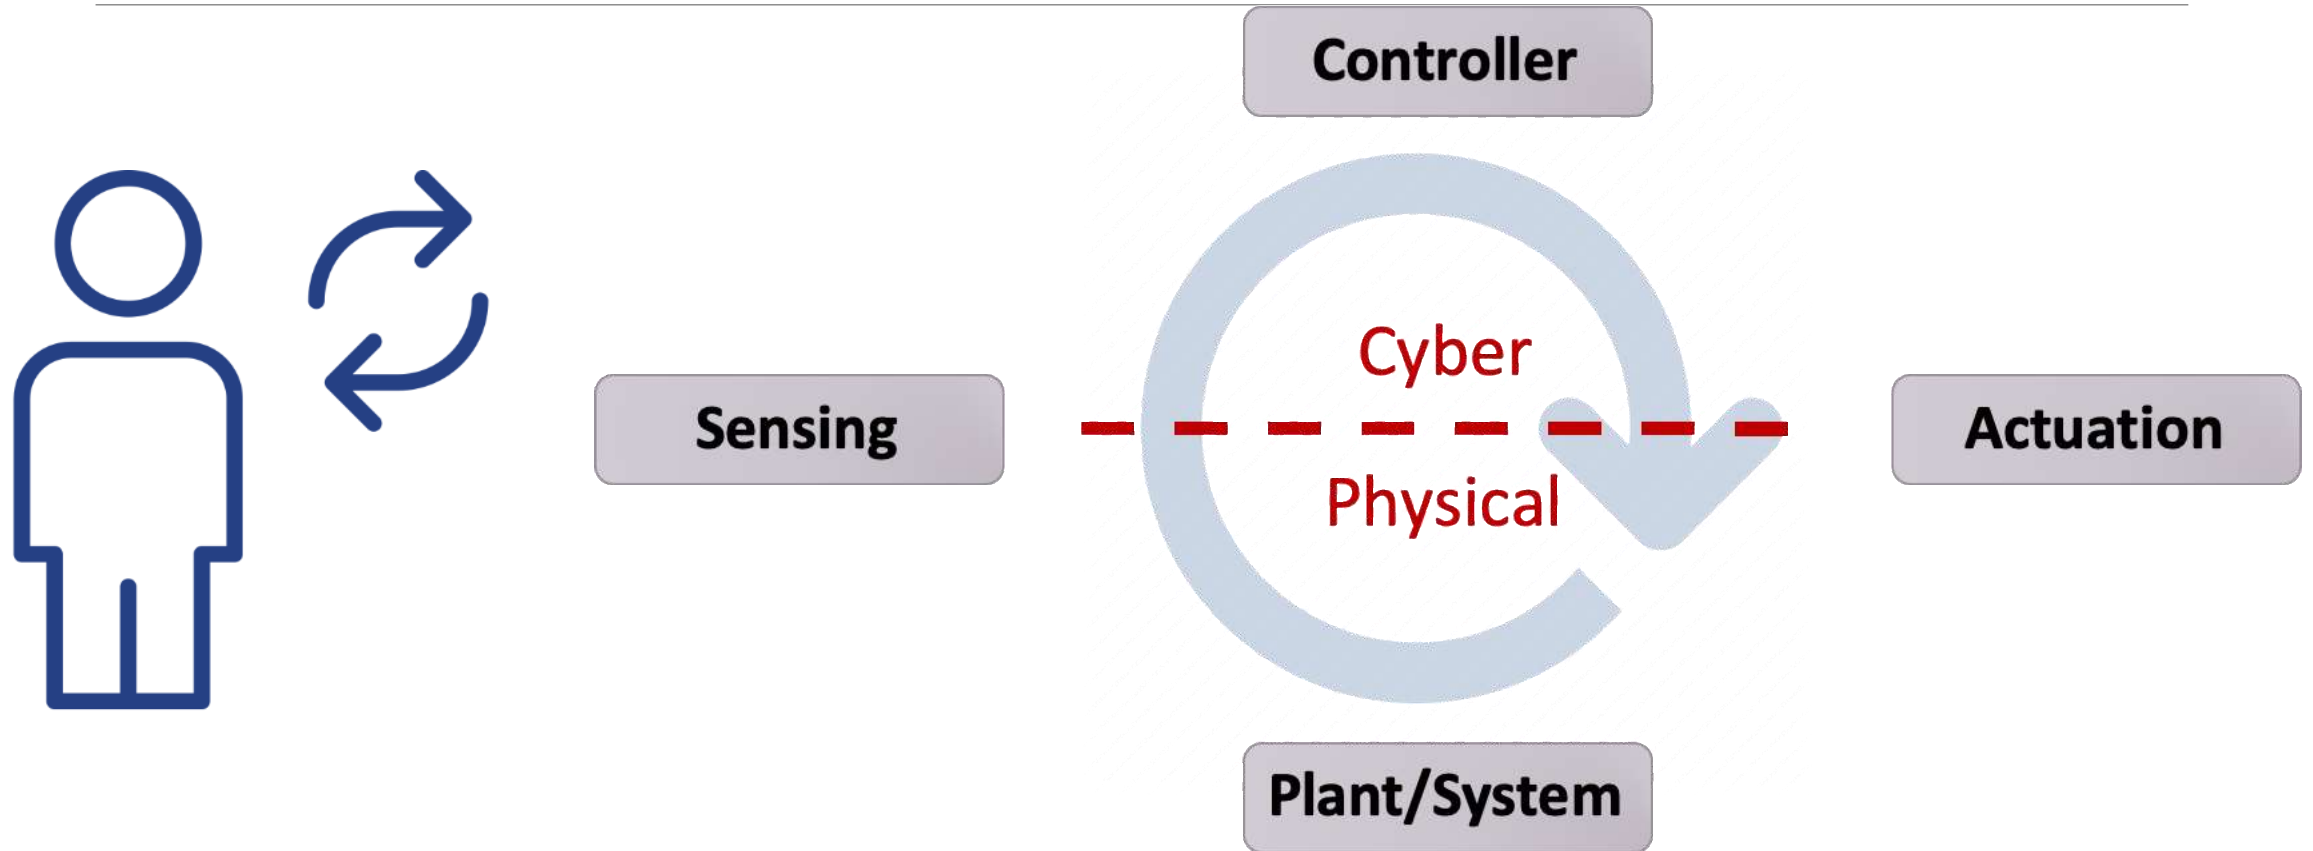 Controller
Cyber
Sensing
Actuation
Physical
Plant/System